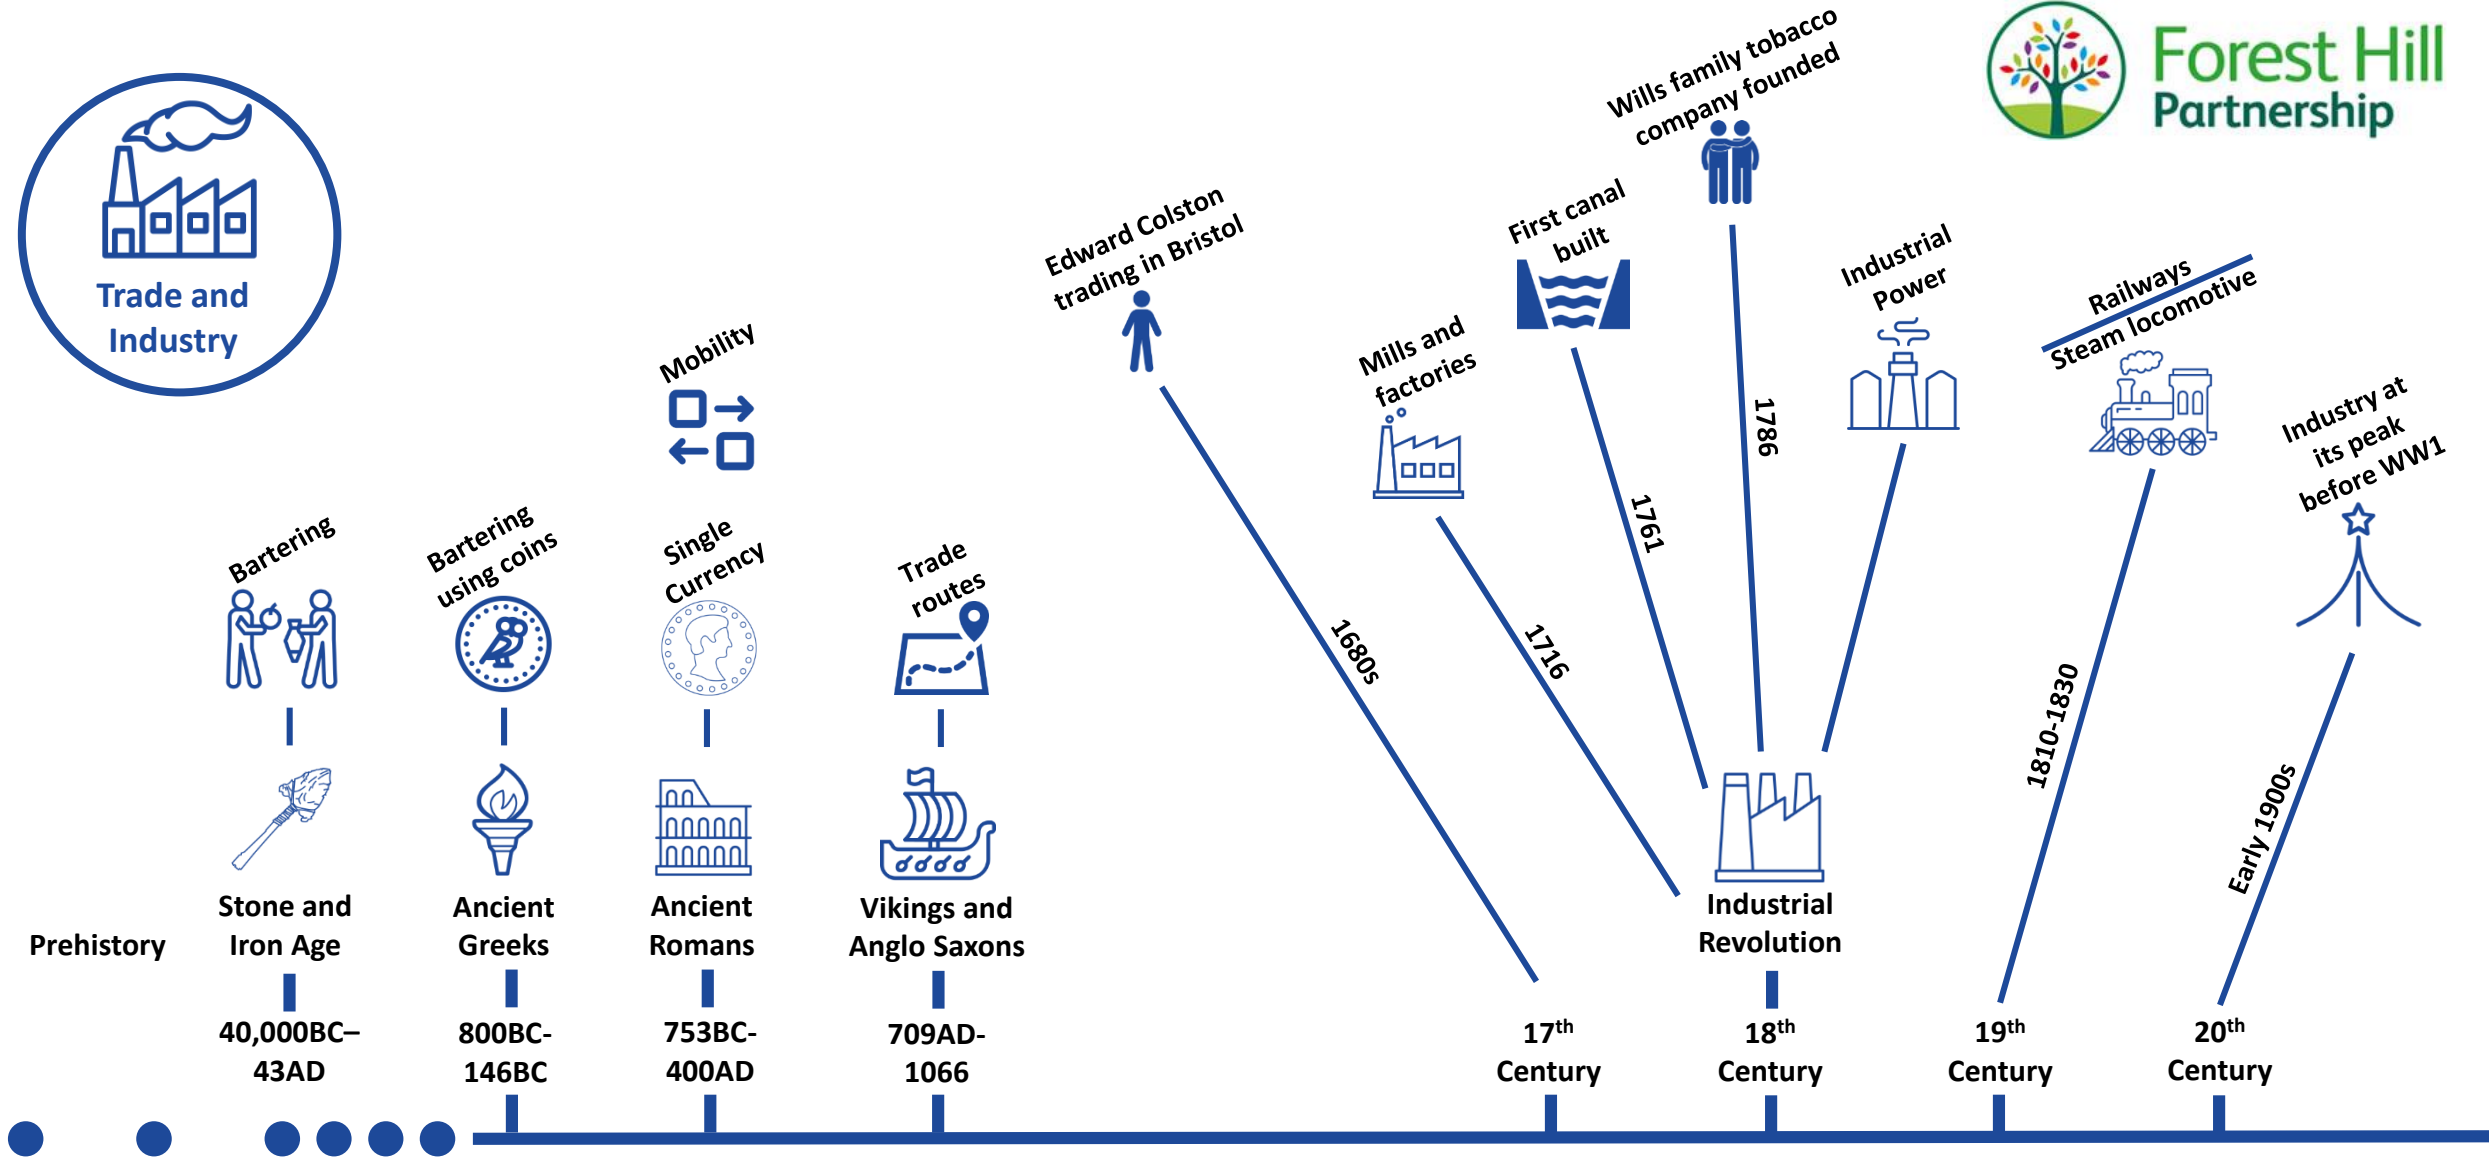 Forest Hill
Partnership
Trade and
Industry
Bartering
Bartering
using coins
Mobility
Single
Currency
Trade
routes
Edward Colston
trading in Bristol
Mills and
factories
First canal
built
Wills family tobacco
company founded
Industrial
Power
Railways
Steam locomotive
Industry at
its peak
before WW1
1680s
1716
1761
1786
1810-1830
Early 1900s
Prehistory
Stone and
Iron Age
Ancient
Greeks
Ancient
Romans
Vikings and
Anglo Saxons
Industrial
Revolution
40,000BC–
43AD
800BC-
146BC
753BC-
400AD
709AD-
1066
17th
Century
18th
Century
19th
Century
20th
Century